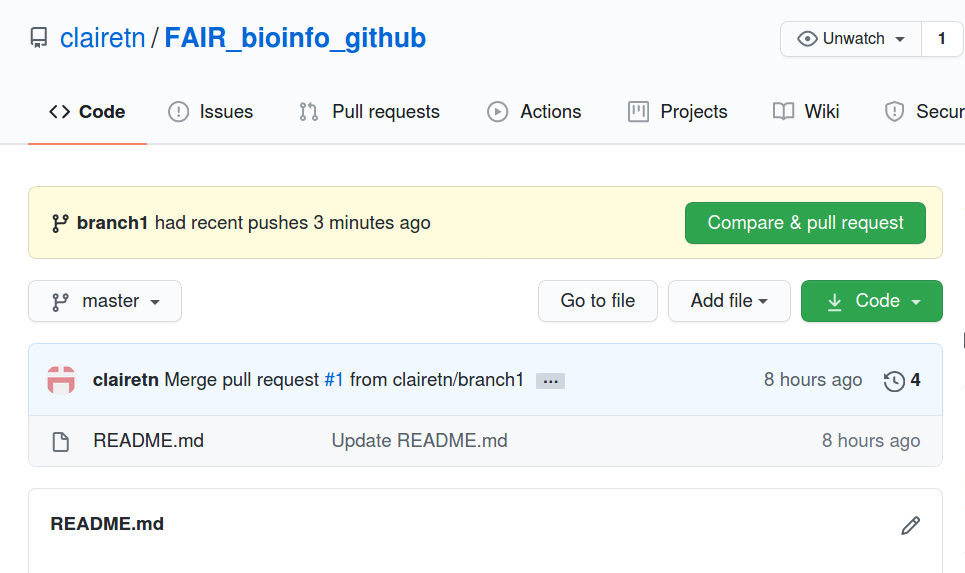 clairetn / FAIR_bioinfo_github
Unwatch 1
Code Issues Pull requests Actions Projects Wiki Secur
branch1 had recent pushes 3 minutes ago
Compare & pull request
master Go to file Add file Code
clairetn Merge pull request #1 from clairetn/branch1 ... 8 hours ago 4
README.md Update README.md 8 hours ago
README.md